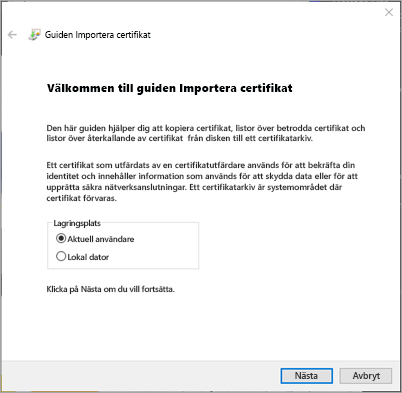 Guiden Importera certifikat
Välkommen till guiden Importera certifikat
Den här guiden hjälper dig att kopiera certifikat, listor över betrodda certifikat och
listor över återkallande av certifikat från disken till ett certifikatarkiv.
Ett certifikat som utfärdats av en certifikatutfärdare används för att bekräfta din
identitet och innehåller information som används för att skydda data eller för att
upprätta säkra nätverksanslutningar. Ett certifikatarkiv är systemområdet där
certifikat förvaras.
Lagringsplats
Aktuell användare
Lokal dator
Klicka på Nästa om du vill fortsätta.
Nästa
Avbryt